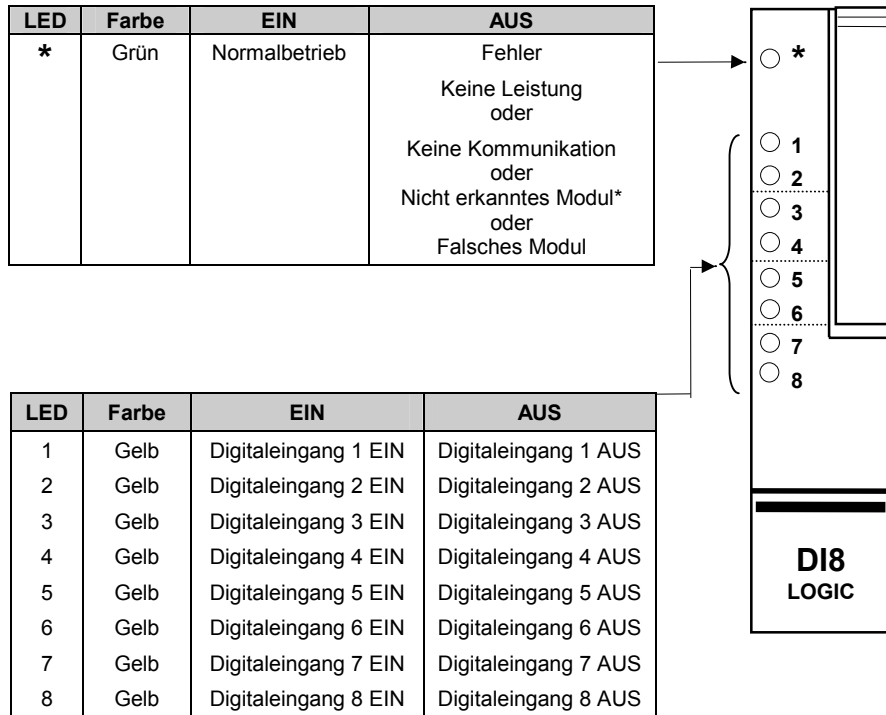 LED Farbe EIN AUS
* Grün Normalbetrieb Fehler
Keine Leistung
oder
Keine Kommunikation
oder
Nicht erkanntes Modul*
oder
Falsches Modul
*
1
2
3
4
5
6
7
8
LED Farbe EIN AUS
1 Gelb Digitaleingang 1 EIN Digitaleingang 1 AUS
2 Gelb Digitaleingang 2 EIN Digitaleingang 2 AUS
3 Gelb Digitaleingang 3 EIN Digitaleingang 3 AUS
4 Gelb Digitaleingang 4 EIN Digitaleingang 4 AUS
5 Gelb Digitaleingang 5 EIN Digitaleingang 5 AUS
6 Gelb Digitaleingang 6 EIN Digitaleingang 6 AUS
7 Gelb Digitaleingang 7 EIN Digitaleingang 7 AUS
8 Gelb Digitaleingang 8 EIN Digitaleingang 8 AUS
DI8
LOGIC